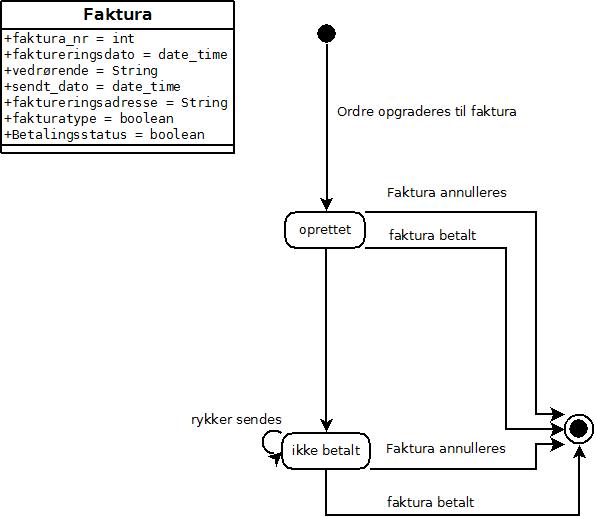 Faktura
+faktura_nr = int
+faktureringsdato = date_time
+vedrørende = String
+sendt_dato = date_time
+faktureringsadresse = String
+fakturatype = boolean
+Betalingsstatus = boolean
Ordre opgraderes til faktura
Faktura annulleres
oprettet
faktura betalt
rykker sendes
ikke betalt
Faktura annulleres
faktura betalt